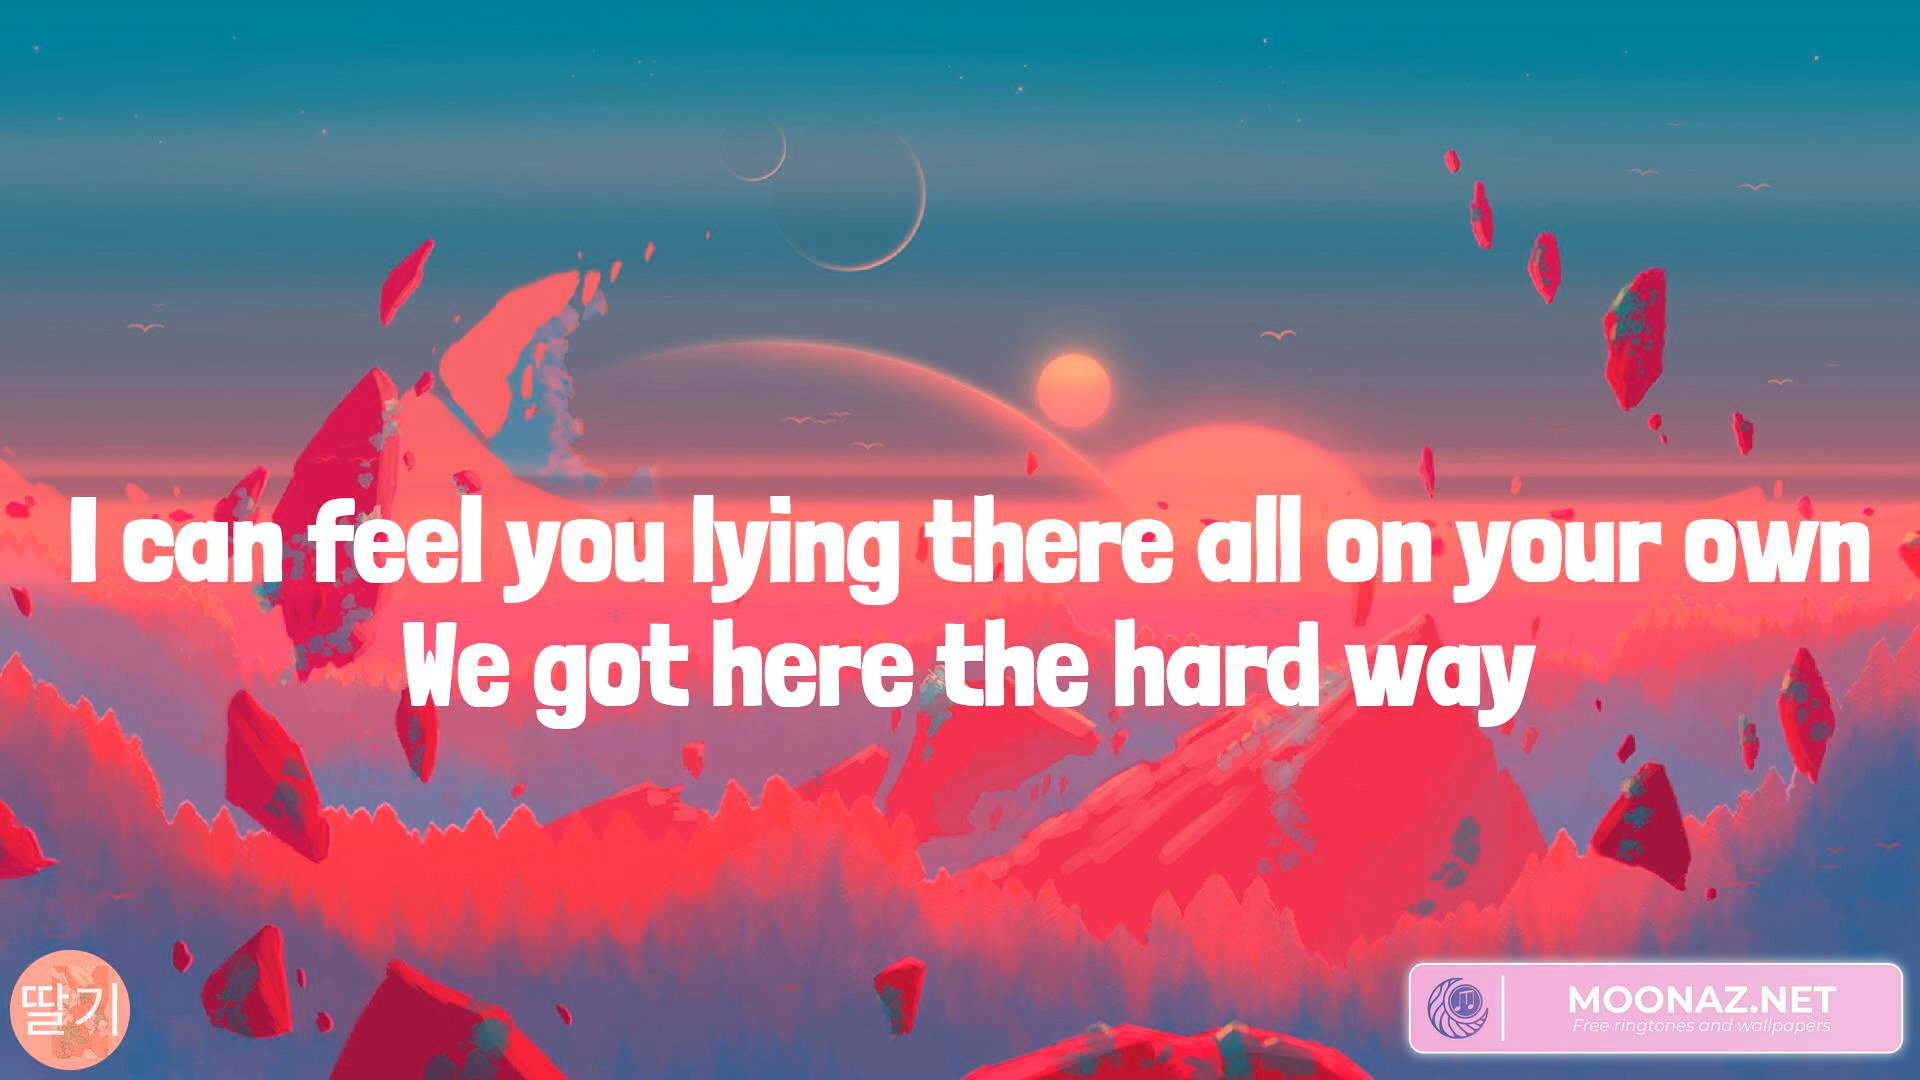 I can feel you lying there all on your own
We got here the hard way
딸기
MOONAZ.NET
Free ringtones and wallpapers